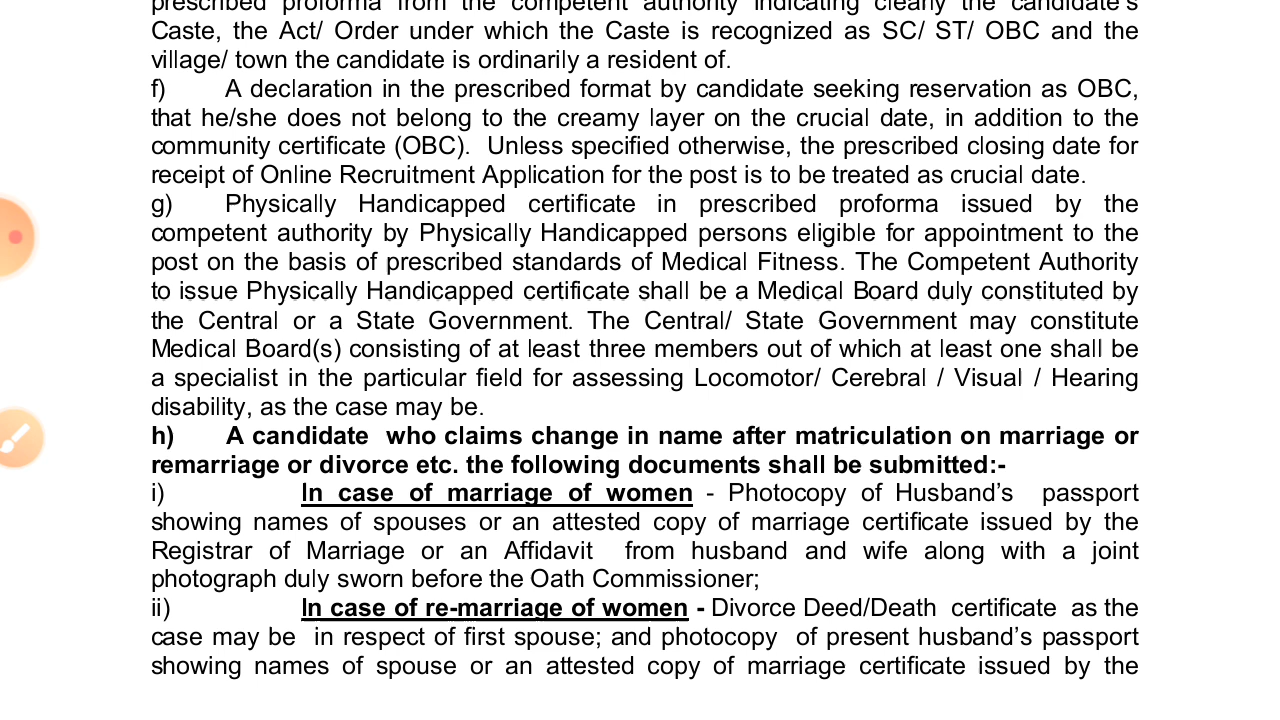 prescribed proforma from the competent authority indicating clearly the candidate's
Caste, the Act/ Order under which the Caste is recognized as SC/ ST/ OBC and the
village/ town the candidate is ordinarily a resident of.
f) A declaration in the prescribed format by candidate seeking reservation as OBC,
that he/she does not belong to the creamy layer on the crucial date, in addition to the
community certificate (OBC). Unless specified otherwise, the prescribed closing date for
receipt of Online Recruitment Application for the post is to be treated as crucial date.
g) Physically Handicapped certificate in prescribed proforma issued by the
competent authority by Physically Handicapped persons eligible for appointment to the
post on the basis of prescribed standards of Medical Fitness. The Competent Authority
to issue Physically Handicapped certificate shall be a Medical Board duly constituted by
the Central or a State Government. The Central/ State Government may constitute
Medical Board(s) consisting of at least three members out of which at least one shall be
a specialist in the particular field for assessing Locomotor/ Cerebral / Visual / Hearing
disability, as the case may be.
h) A candidate who claims change in name after matriculation on marriage or
remarriage or divorce etc. the following documents shall be submitted:-
i) In case of marriage of women - Photocopy of Husband’s passport
showing names of spouses or an attested copy of marriage certificate issued by the
Registrar of Marriage or an Affidavit from husband and wife along with a joint
photograph duly sworn before the Oath Commissioner;
ii) In case of re-marriage of women - Divorce Deed/Death certificate as the
case may be in respect of first spouse; and photocopy of present husband’s passport
showing names of spouse or an attested copy of marriage certificate issued by the